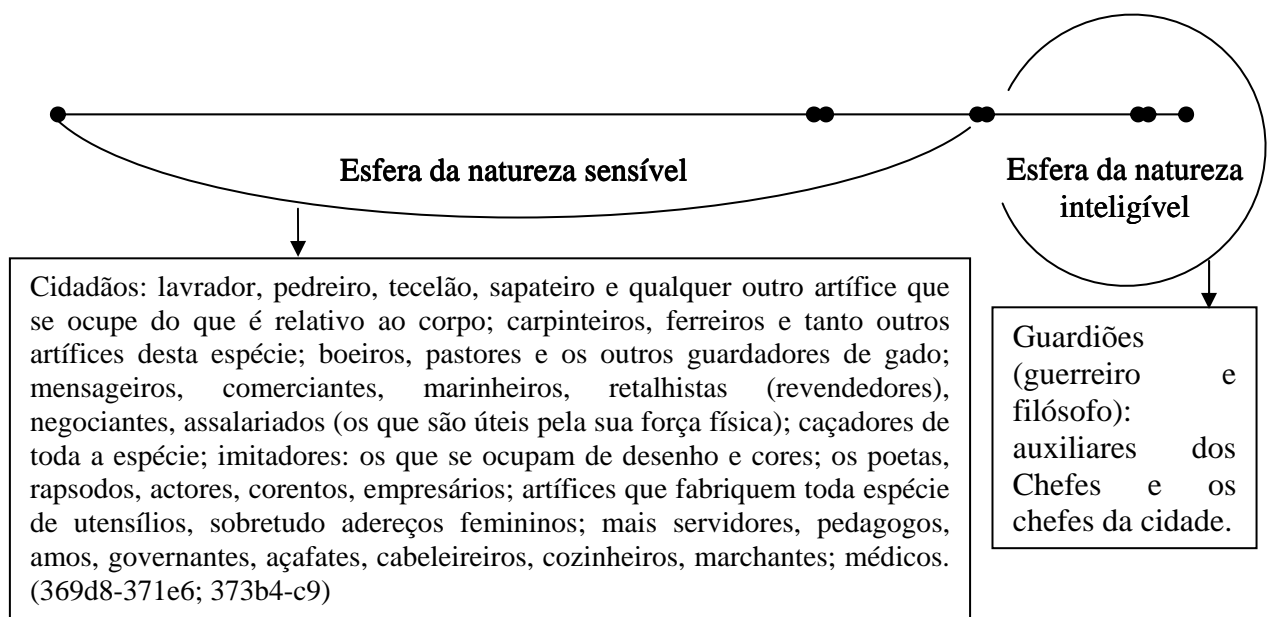 Esfera da natureza sensível
Esfera da natureza
inteligível
Cidadãos: lavrador, pedreiro, tecelão, sapateiro e qualquer outro artífice que
se ocupe do que é relativo ao corpo; carpinteiros, ferreiros e tanto outros
artífices desta espécie; boeiros, pastores e os outros guardadores de gado;
mensageiros, comerciantes, marinheiros, retalhistas (revendedores),
negociantes, assalariados (os que são úteis pela sua força física); caçadores de
toda a espécie; imitadores: os que se ocupam de desenho e cores; os poetas,
rapsodos, actores, corentos, empresários; artífices que fabriquem toda espécie
de utensílios, sobretudo adereços femininos; mais servidores, pedagogos,
amos, governantes, açafates, cabeleireiros, cozinheiros, marchantes; médicos.
(369d8-371e6; 373b4-c9)
Guardiões
(guerreiro e
filósofo):
auxiliares dos
Chefes e os
chefes da cidade.